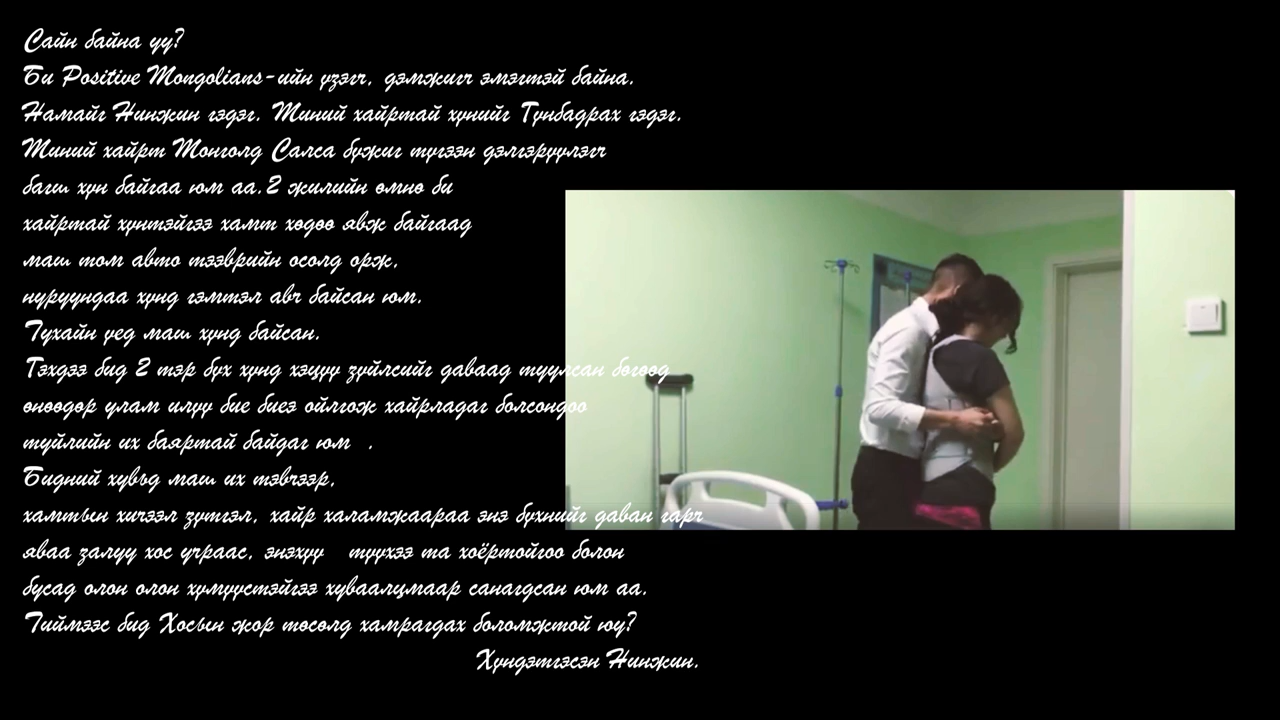 Сайн байна уу?
Би Positive Mongolians-ийн үзэгч, дэмжигч эмэгтэй байна.
Намайг Нинжин гэдэг. Миний хайртай хүнийг Түнбадрах гэдэг.
Миний хайрт Монголд Салса бүжиг түгээн дэлгэрүүлэгч
багш хүн байгаа юм аа.2 жилийн өмнө би
хайртай хүнтэйгээ хамт хөдөө явж байгаад
маш том авто тээврийн осолд орж,
нуруундаа хүнд гэмтэл авч байсан юм.
Тухайн үед маш хүнд байсан.
Тэхдээ бид 2 тэр бүх хүнд хэцүү зүйлсийг даваад туулсан бөгөөд
өнөөдөр улам илүү бие биеэ ойлгож хайрладаг болсондоо
туйлийн их баяртай байдаг юм .
Бидний хувьд маш их тэвчээр,
хамтын хичээл зүтгэл, хайр халамжаараа энэ бүхнийг даван гарч
яваа залуу хос учраас, энэхүү түүхээ та хоёртойгоо болон
бусад олон олон хүмүүстэйгээ хуваалцмаар санагдсан юм аа.
Тиймээс бид Хосын жор төсөлд хамрагдах боломжтой юу?
Хүндэтгэсэн Нинжин.